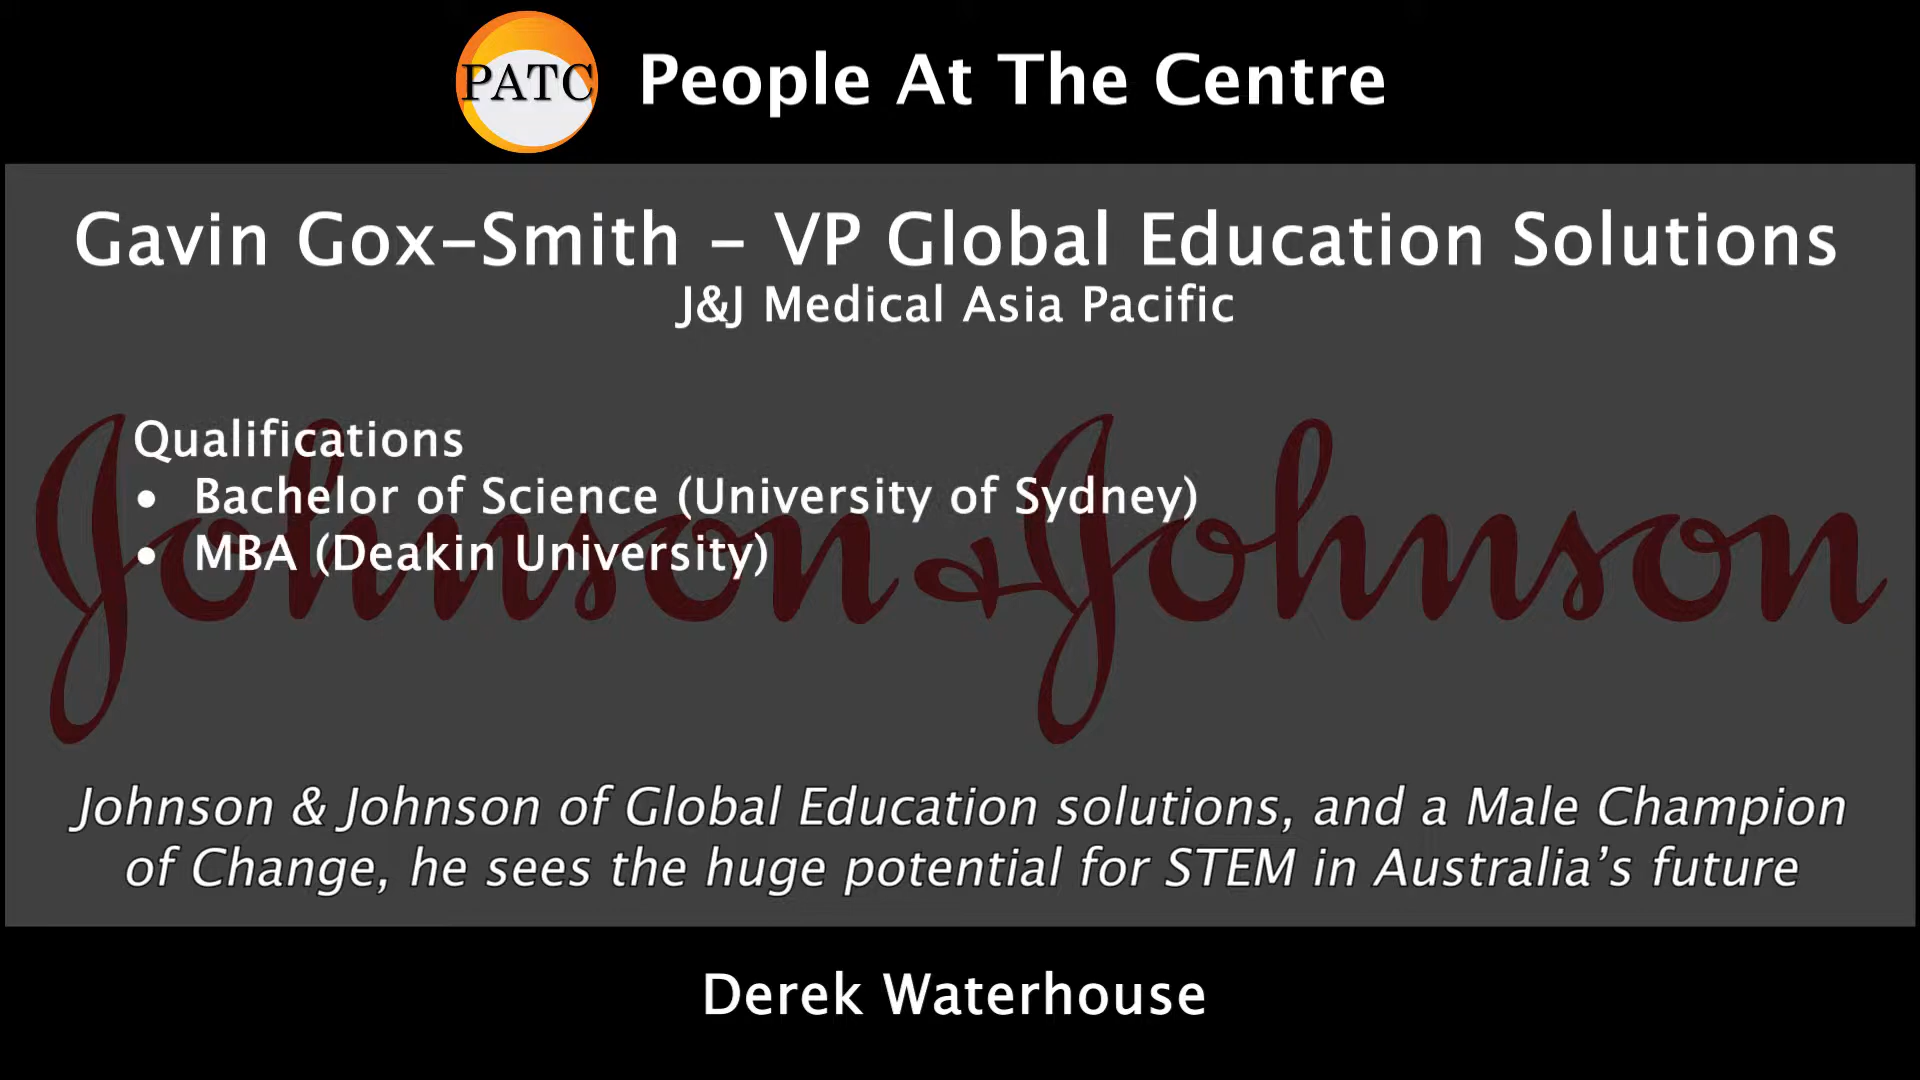 PATC People At The Centre
Gavin Gox-Smith - VP Global Education Solutions
J&J Medical Asia Pacific
Johnson & Johnson
Qualifications
• Bachelor of Science (University of Sydney)
• MBA (Deakin University)
Johnson & Johnson of Global Education solutions, and a Male Champion
of Change, he sees the huge potential for STEM in Australia’s future
Derek Waterhouse